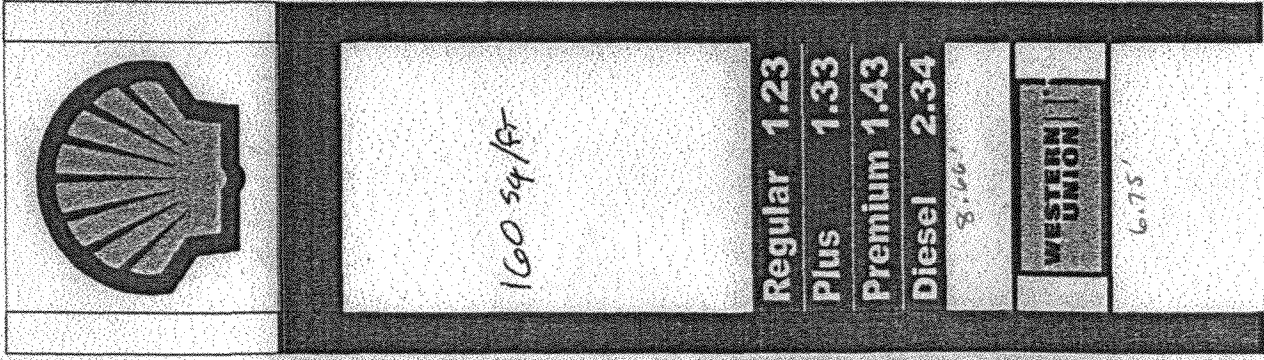 160 sq/ft
Regular 1.23
Plus 1.33
Premium 1.43
Diesel 2.34
8.66'
WESTERN
UNION
6.75'